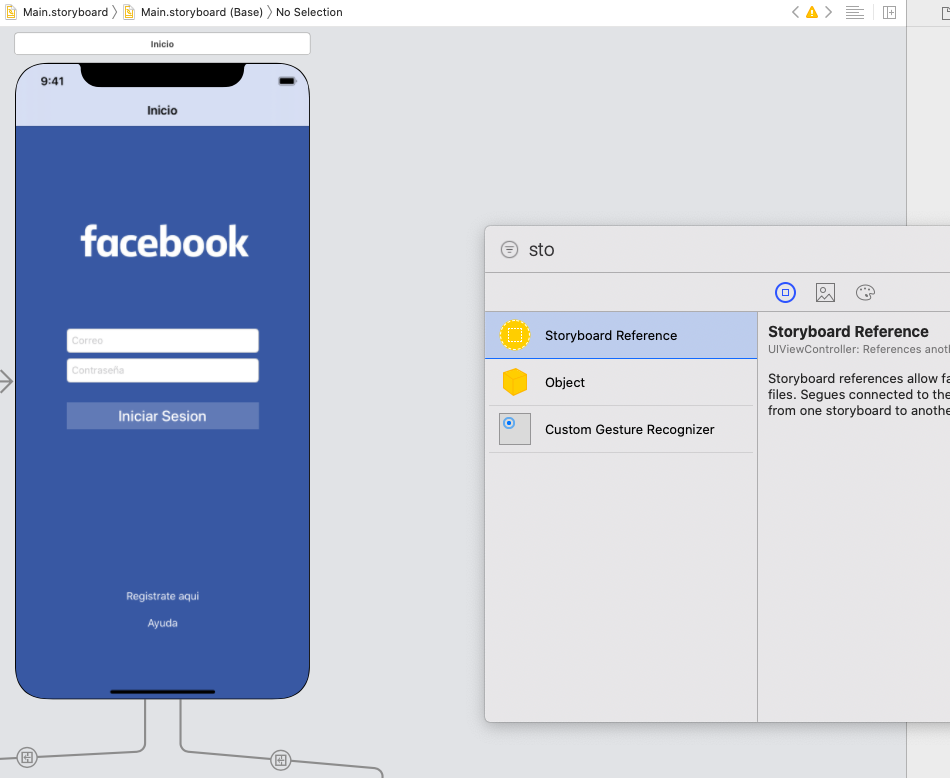 Main.storyboard
Main.storyboard (Base)
No Selection
Inicio
9:41
Inicio
facebook
Correo
Contraseña
Iniciar Sesion
Registrate aqui
Ayuda
sto
Storyboard Reference
Object
Custom Gesture Recognizer
Storyboard Reference
UIViewController: References anoth
Storyboard references allow fa
files. Segues connected to the
from one storyboard to anothe